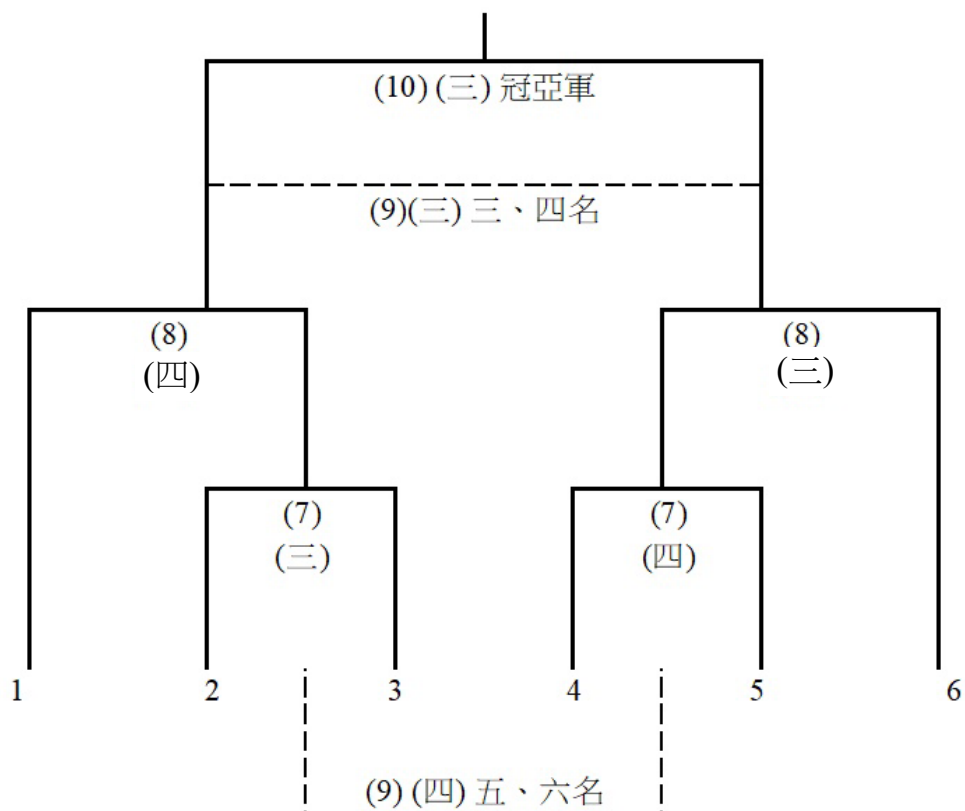 (10) (三) 冠亞軍
(9)(三) 三、四名
(8)
(四)
(8)
(三)
(7)
(三)
(7)
(四)
1 2 3 4 5 6
(9) (四) 五、六名